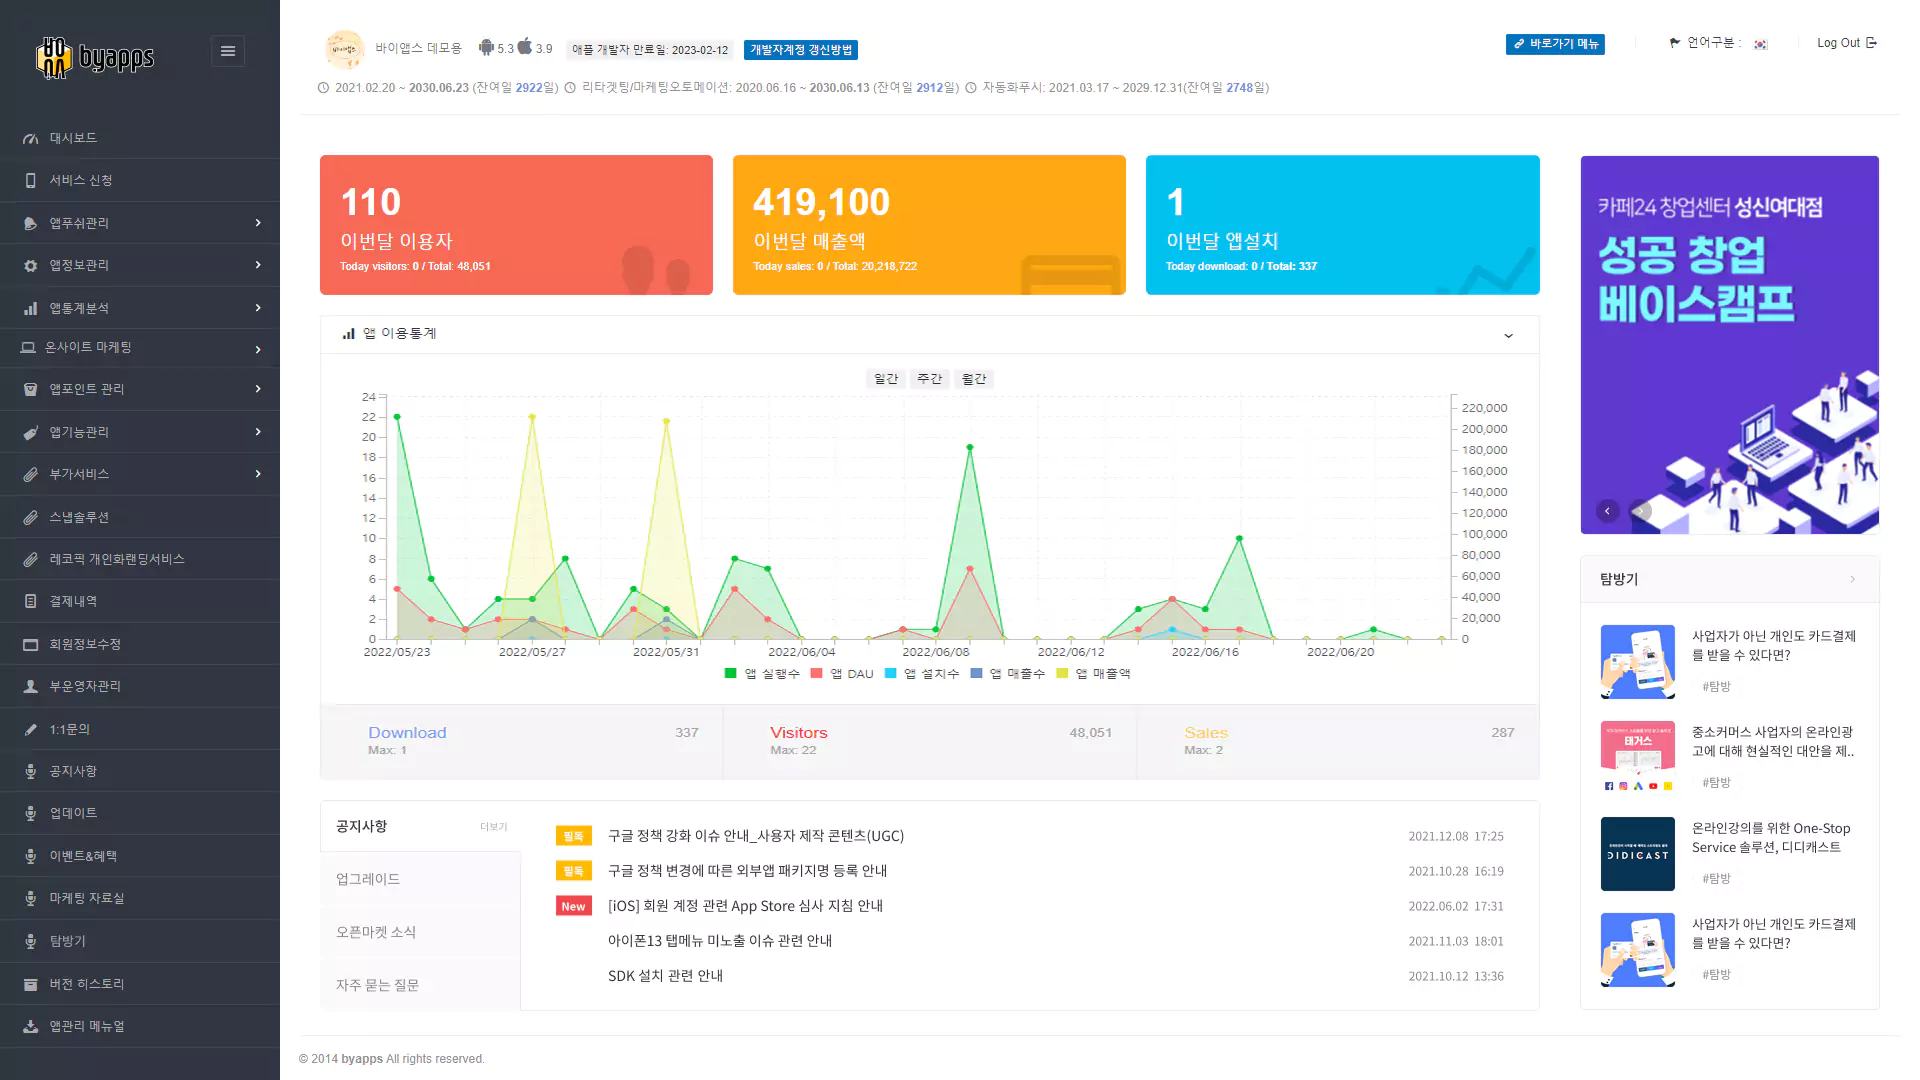 byapps
바이앱스 데모용
5.3
3.9
애플 개발자 만료일: 2023-02-12
개발자계정 갱신방법
바로가기 메뉴
언어구분 :
Log Out
2021.02.20 ~ 2030.06.23 (잔여일 2922일)
리타겟팅/마케팅오토메이션: 2020.06.16 ~ 2030.06.13 (잔여일 2912일)
자동화푸시: 2021.03.17 ~ 2029.12.31(잔여일 2748일)
대시보드
서비스 신청
앱푸쉬관리
앱정보관리
앱통계분석
온사이트 마케팅
앱포인트 관리
앱기능관리
부가서비스
스냅솔루션
레코픽 개인화랜딩서비스
결제내역
회원정보수정
부운영자관리
1:1문의
공지사항
업데이트
이벤트&혜택
마케팅 자료실
탐방기
버전 히스토리
앱관리 메뉴얼
110
이번달 이용자
Today visitors: 0 / Total: 48,051
419,100
이번달 매출액
Today sales: 0 / Total: 20,218,722
1
이번달 앱설치
Today download: 0 / Total: 337
앱 이용통계
일간
주간
월간
24
22
20
18
16
14
12
10
8
6
4
2
0
220,000
200,000
180,000
160,000
140,000
120,000
100,000
80,000
60,000
40,000
20,000
0
2022/05/23
2022/05/27
2022/05/31
2022/06/04
2022/06/08
2022/06/12
2022/06/16
2022/06/20
앱 실행수
앱 DAU
앱 설치수
앱 매출수
앱 매출액
Download
337
Max: 1
Visitors
48,051
Max: 22
Sales
287
Max: 2
공지사항
더보기
업그레이드
오픈마켓 소식
자주 묻는 질문
필독 구글 정책 강화 이슈 안내_사용자 제작 콘텐츠(UGC) 2021.12.08 17:25
필독 구글 정책 변경에 따른 외부앱 패키지명 등록 안내 2021.10.28 16:19
New [iOS] 회원 계정 관련 App Store 심사 지침 안내 2022.06.02 17:31
아이폰13 탭메뉴 미노출 이슈 관련 안내 2021.11.03 18:01
SDK 설치 관련 안내 2021.10.12 13:36
카페24 창업센터 성신여대점
성공 창업
베이스캠프
탐방기
사업자가 아닌 개인도 카드결제
를 받을 수 있다면?
#탐방
태거스
중소커머스 사업자의 온라인광
고에 대해 현실적인 대안을 제..
#탐방
DIDICAST
온라인강의를 위한 One-Stop
Service 솔루션, 디디캐스트
#탐방
사업자가 아닌 개인도 카드결제
를 받을 수 있다면?
#탐방
© 2014 byapps All rights reserved.